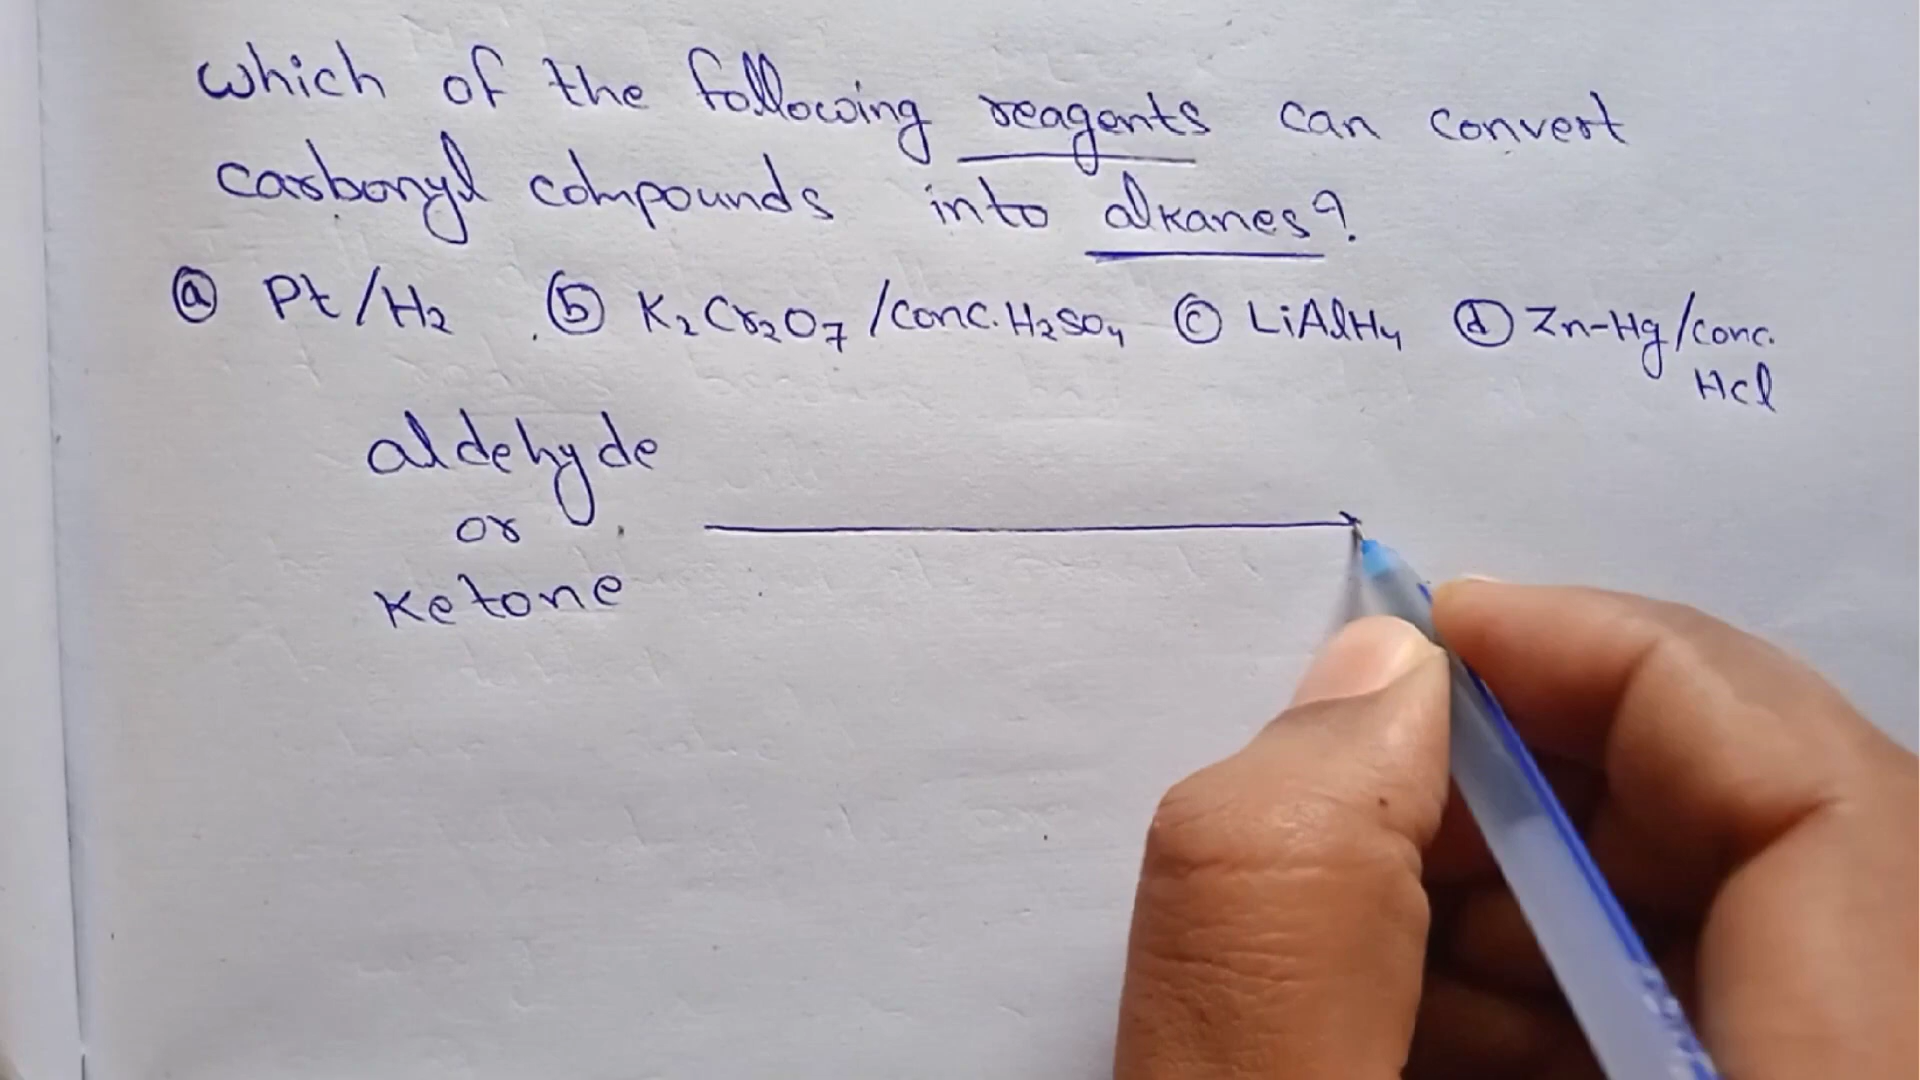 Which of the following reagents can convert
carbonyl compounds into alkanes?
(a) Pt/H2 (b) K2Cr2O7/conc.H2SO4 (c) LiAlH4 (d) Zn-Hg/conc.
HCl
aldehyde
or
Ketone